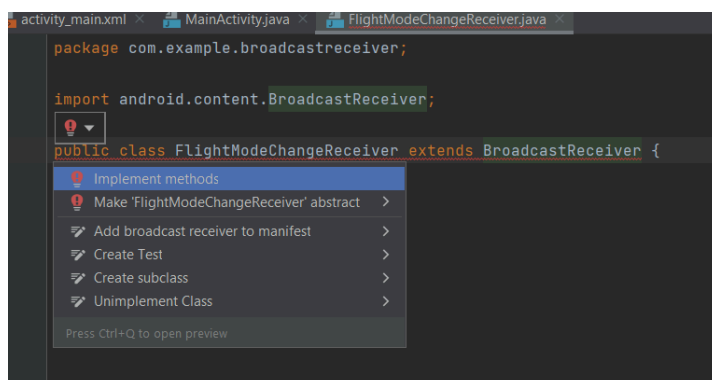 activity_main.xml × MainActivity.java × FlightModeChangeReceiver.java ×
package com.example.broadcastreceiver;
import android.content.BroadcastReceiver;
public class FlightModeChangeReceiver extends BroadcastReceiver {
Implement methods
Make 'FlightModeChangeReceiver' abstract
Add broadcast receiver to manifest
Create Test
Create subclass
Unimplement Class
Press Ctrl+Q to open preview